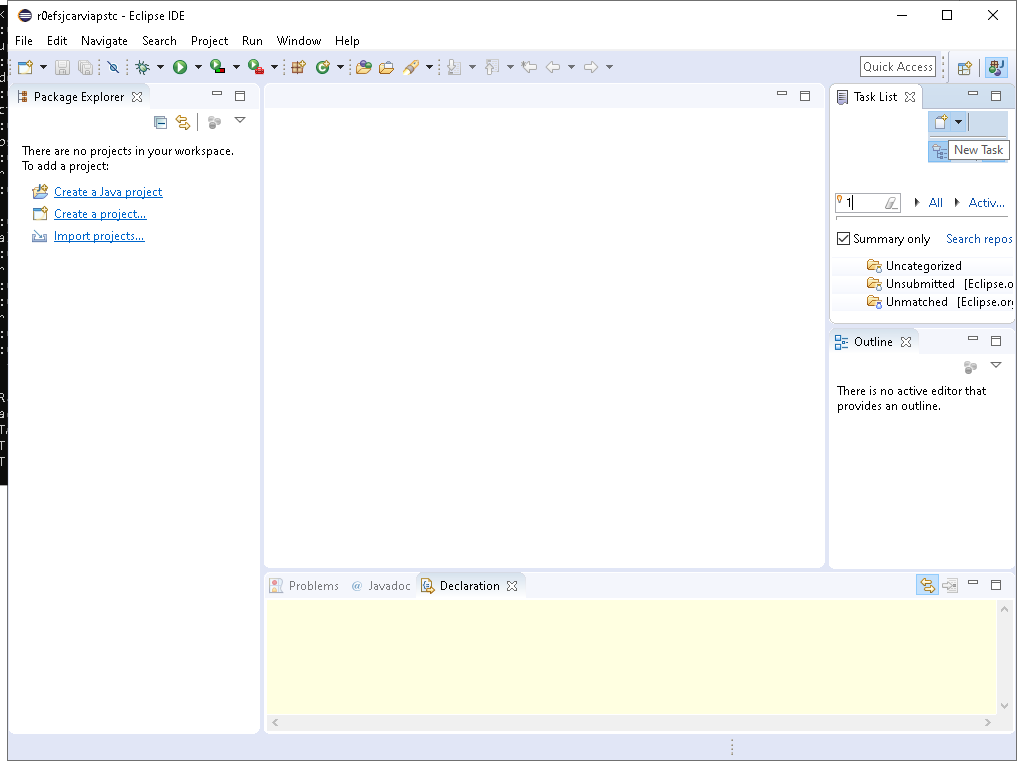 r0efsjcarviapstc - Eclipse IDE
File Edit Navigate Search Project Run Window Help
Quick Access
Package Explorer
There are no projects in your workspace.
To add a project:
Create a Java project
Create a project...
Import projects...
Task List
New Task
1
All
Activ...
Summary only
Search repos
Uncategorized
Unsubmitted [Eclipse.o
Unmatched [Eclipse.org
Outline
There is no active editor that
provides an outline.
Problems
@ Javadoc
Declaration